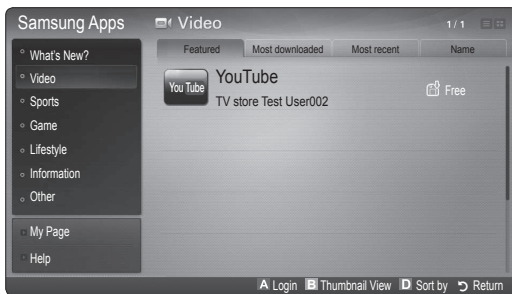 Samsung Apps
Video
1/1
What's New?
Video
Sports
Game
Lifestyle
Information
Other
My Page
Help
Featured
Most downloaded
Most recent
Name
You Tube
YouTube
TV store Test User002
Free
A Login B Thumbnail View D Sort by Return